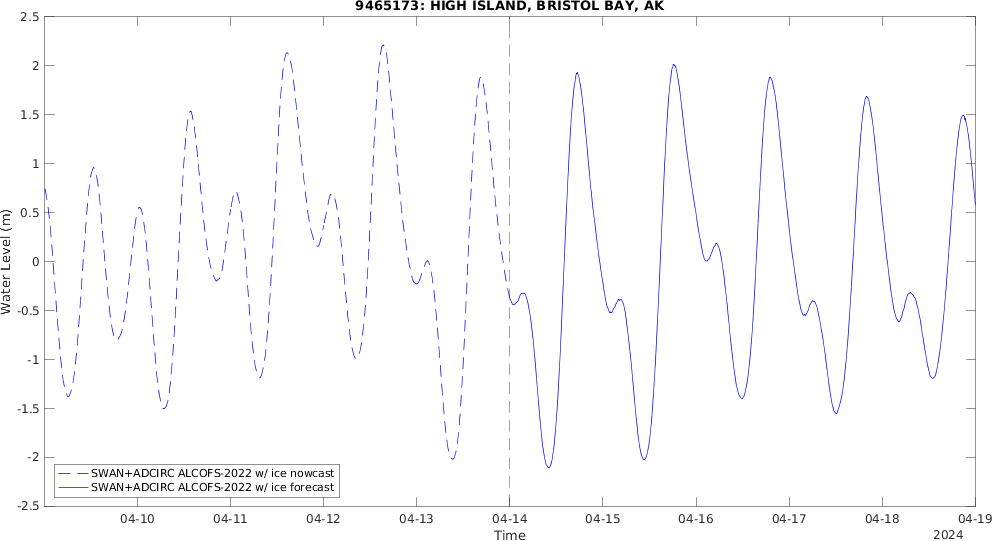 9465173: HIGH ISLAND, BRISTOL BAY, AK
2.5
2
1.5
1
0.5
0
-0.5
-1
-1.5
-2
-2.5
Water Level (m)
SWAN+ADCIRC ALCOFS-2022 w/ ice nowcast
SWAN+ADCIRC ALCOFS-2022 w/ ice forecast
04-10 04-11 04-12 04-13 04-14 04-15 04-16 04-17 04-18 04-19
Time
2024